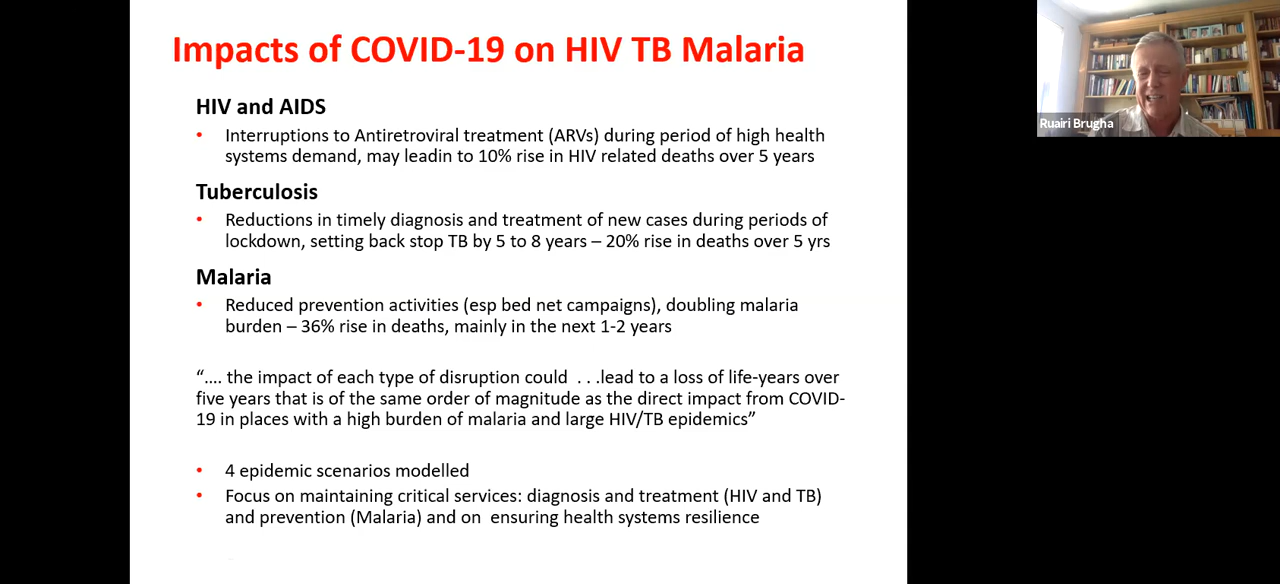 Impacts of COVID-19 on HIV TB Malaria
HIV and AIDS
• Interruptions to Antiretroviral treatment (ARVs) during period of high health
systems demand, may leadin to 10% rise in HIV related deaths over 5 years
Tuberculosis
• Reductions in timely diagnosis and treatment of new cases during periods of
lockdown, setting back stop TB by 5 to 8 years – 20% rise in deaths over 5 yrs
Malaria
• Reduced prevention activities (esp bed net campaigns), doubling malaria
burden – 36% rise in deaths, mainly in the next 1-2 years
“.... the impact of each type of disruption could . . .lead to a loss of life-years over
five years that is of the same order of magnitude as the direct impact from COVID-
19 in places with a high burden of malaria and large HIV/TB epidemics”
• 4 epidemic scenarios modelled
• Focus on maintaining critical services: diagnosis and treatment (HIV and TB)
and prevention (Malaria) and on ensuring health systems resilience
Ruairi Brugha